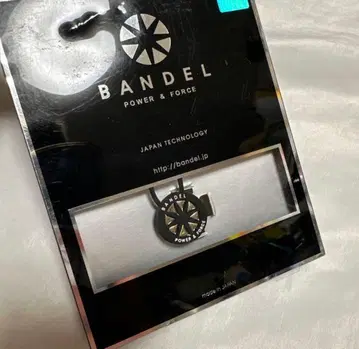 BANDEL
POWER & FORCE
JAPAN TECHNOLOGY
http://bandel.jp
BANDEL
POWER & FORCE
made in JAPAN